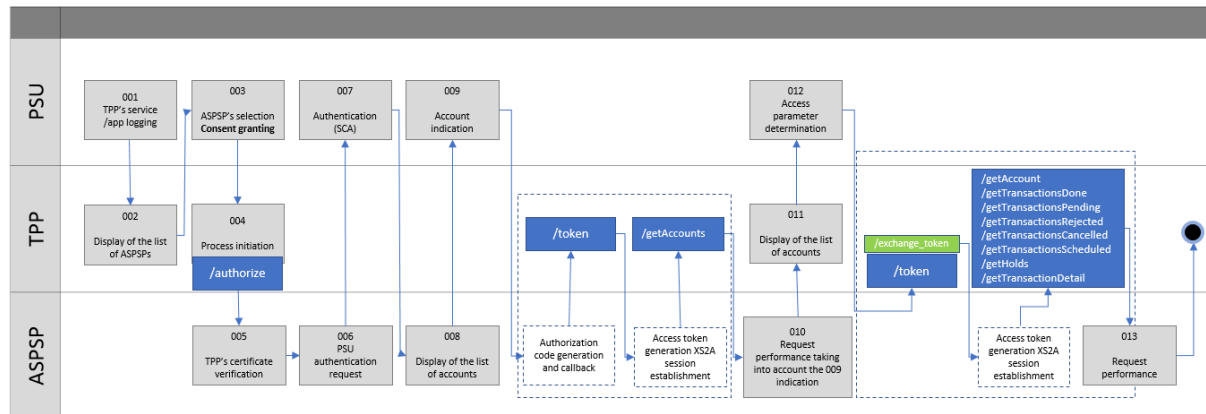 PSU
001
TPP's service
/app logging
003
ASPSP's selection
Consent granting
007
Authentication
(SCA)
009
Account
indication
012
Access
parameter
determination
TPP
002
Display of the list
of ASPSPs
004
Process initiation
/authorize
/token
/getAccounts
011
Display of the list
of accounts
/exchange_token
/token
/getAccount
/getTransactionsDone
/getTransactionsPending
/getTransactionsRejected
/getTransactionsCancelled
/getTransactionsScheduled
/getHolds
/getTransactionDetail
ASPSP
005
TPP's certificate
verification
006
PSU
authentication
request
008
Display of the list
of accounts
Authorization
code generation
and callback
Access token
generation XS2A
session
establishment
010
Request
performance taking
into account the 009
indication
Access token
generation XS2A
session
establishment
013
Request
performance